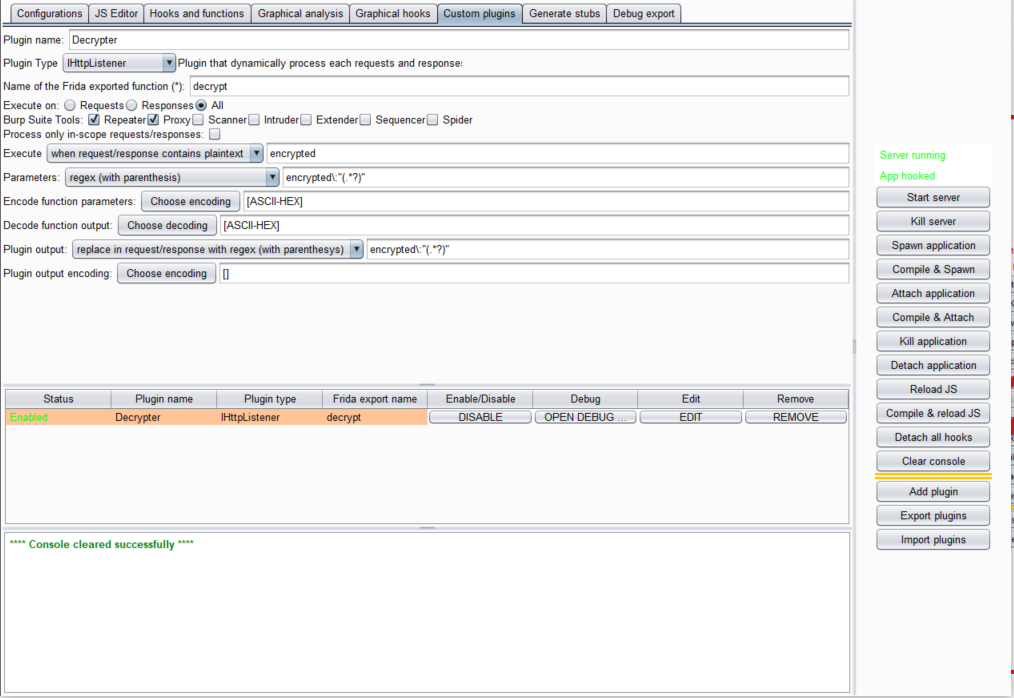 Configurations JS Editor Hooks and functions Graphical analysis Graphical hooks Custom plugins Generate stubs Debug export
Plugin name: Decrypter
Plugin Type IHttpListener Plugin that dynamically process each requests and response:
Name of the Frida exported function (*): decrypt
Execute on: Requests Responses All
Burp Suite Tools: Repeater Proxy Scanner Intruder Extender Sequencer Spider
Process only in-scope requests/responses:
Execute when request/response contains plaintext encrypted
Parameters: regex (with parenthesis) encrypted\:"(.*?)"
Encode function parameters: Choose encoding [ASCII-HEX]
Decode function output: Choose decoding [ASCII-HEX]
Plugin output: replace in request/response with regex (with parenthesys) encrypted\:"(.*?)"
Plugin output encoding: Choose encoding []
Status Plugin name Plugin type Frida export name Enable/Disable Debug Edit Remove
Enabled Decrypter IHttpListener decrypt DISABLE OPEN DEBUG ... EDIT REMOVE
**** Console cleared successfully ****
Server running
App hooked
Start server
Kill server
Spawn application
Compile & Spawn
Attach application
Compile & Attach
Kill application
Detach application
Reload JS
Compile & reload JS
Detach all hooks
Clear console
Add plugin
Export plugins
Import plugins